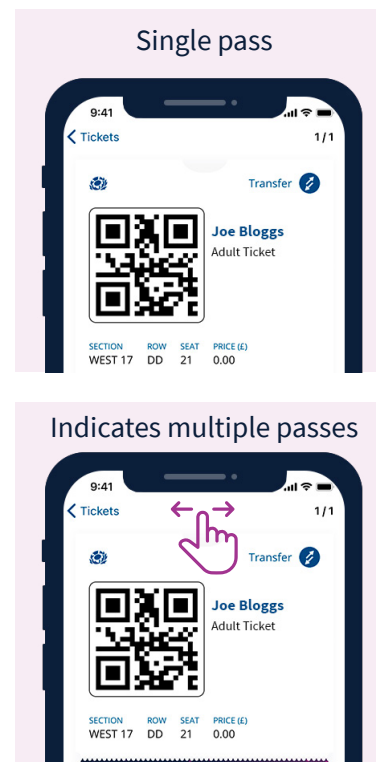 Single pass
9:41
Tickets
1/1
Transfer
Joe Bloggs
Adult Ticket
SECTION ROW SEAT PRICE (£)
WEST 17 DD 21 0.00
Indicates multiple passes
9:41
Tickets
1/1
Transfer
Joe Bloggs
Adult Ticket
SECTION ROW SEAT PRICE (£)
WEST 17 DD 21 0.00